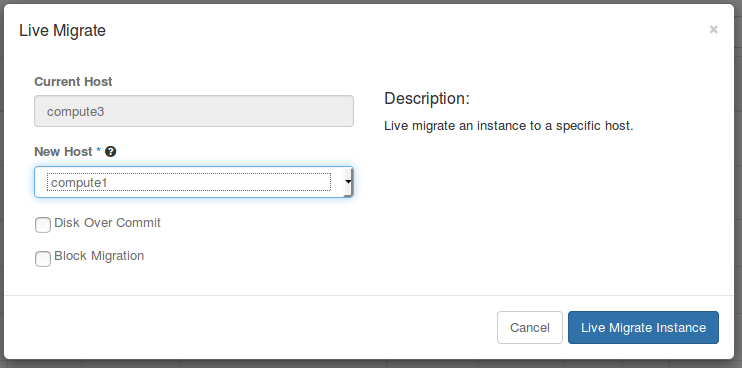 Live Migrate
×
Current Host
compute3
New Host *
compute1
Disk Over Commit
Block Migration
Description:
Live migrate an instance to a specific host.
Cancel
Live Migrate Instance